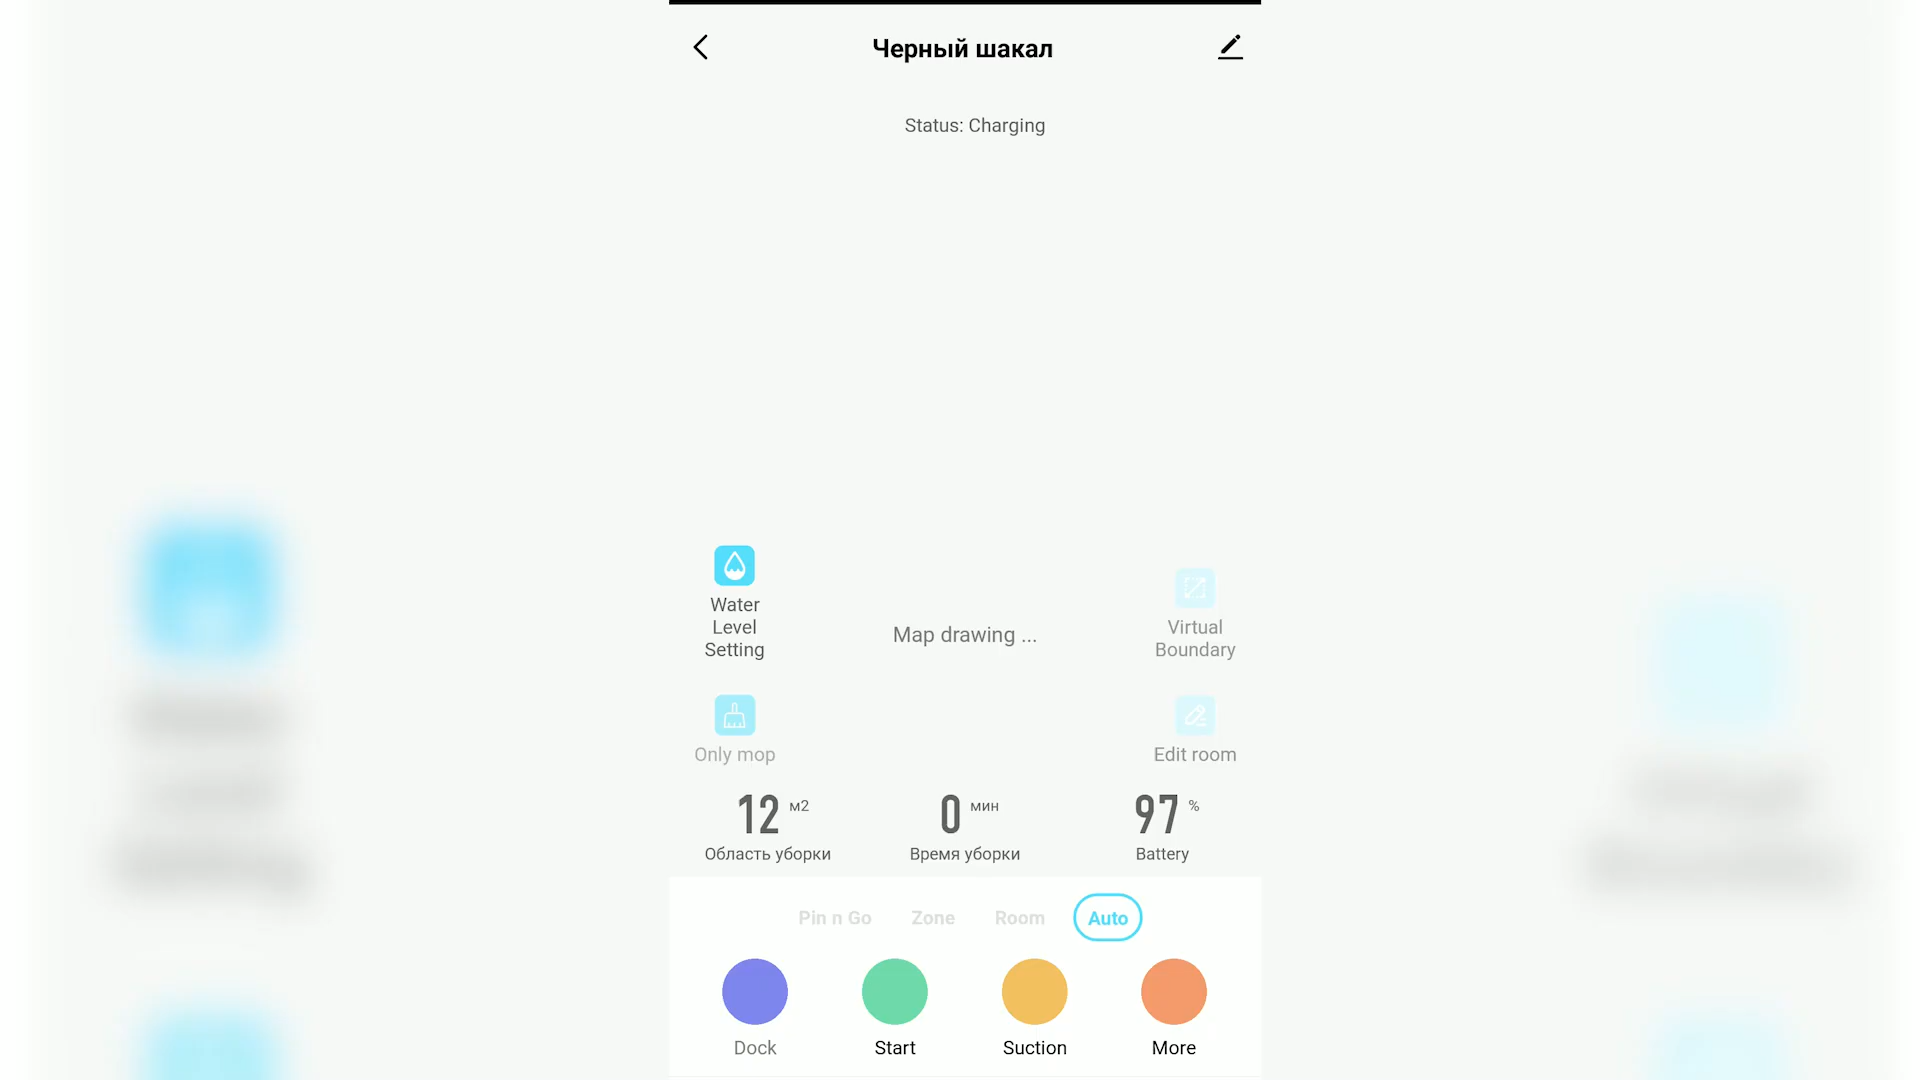 Черный шакал
Status: Charging
Water
Level
Setting
Map drawing ...
Virtual
Boundary
Only mop
Edit room
12 м2
0 мин
97 %
Область уборки
Время уборки
Battery
Pin n Go
Zone
Room
Auto
Dock
Start
Suction
More